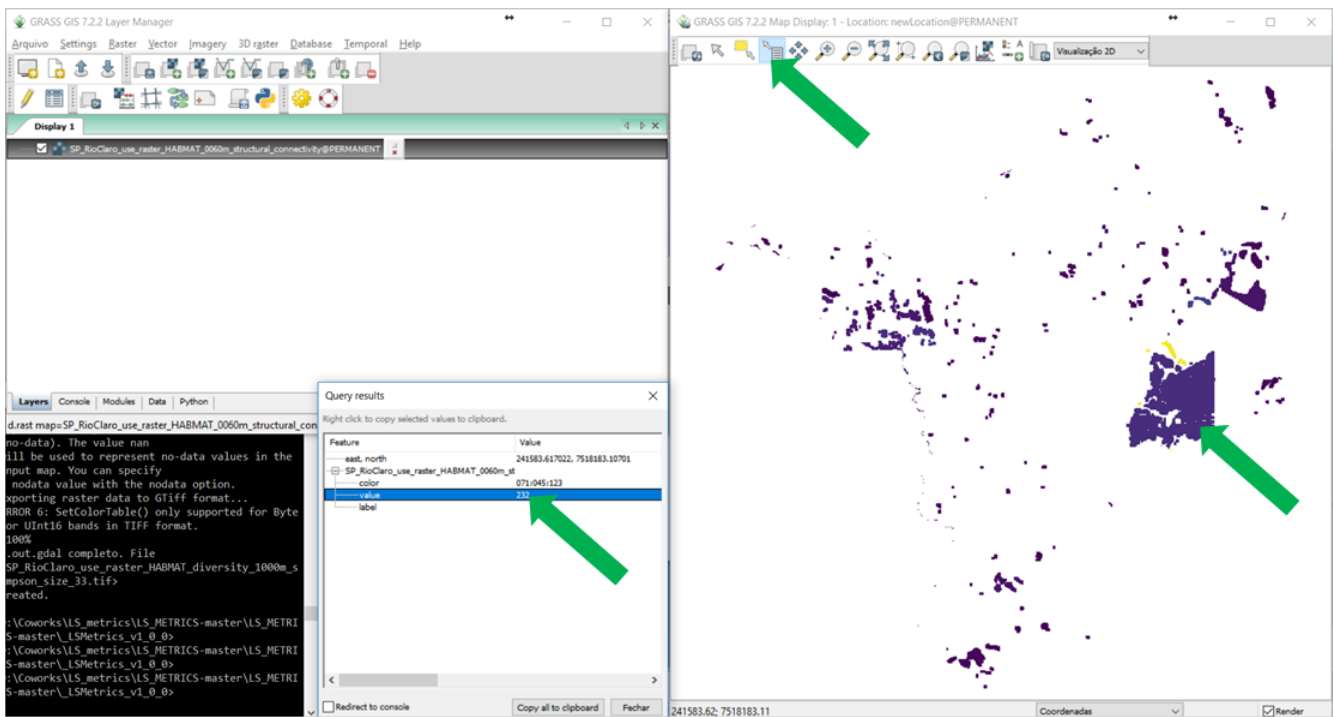 GRASS GIS 7.2.2 Layer Manager
Arquivo Settings Raster Vector Imagery 3D raster Database Temporal Help
Display 1
SP_RioClaro_use_raster_HABMAT_0060m_structural_connectivity@PERMANENT
Layers Console Modules Data Python
d.rast map=SP_RioClaro_use_raster_HABMAT_0060m_structural_con
no-data). The value nan
ill be used to represent no-data values in the
nput map. You can specify
nodata value with the nodata option.
xporting raster data to GTiff format...
RROR 6: SetColorTable() only supported for Byte
or UInt16 bands in TIFF format.
100%
.out.gdal completo. File
SP_RioClaro_use_raster_HABMAT_diversity_1000m_s
mpson_size_33.tif>
reated.
:\Coworks\LS_metrics\LS_METRICS-master\LS_METRI
S-master\_LSMetrics_v1_0_0>
:\Coworks\LS_metrics\LS_METRICS-master\LS_METRI
S-master\_LSMetrics_v1_0_0>
:\Coworks\LS_metrics\LS_METRICS-master\LS_METRI
S-master\_LSMetrics_v1_0_0>
Query results
Right click to copy selected values to clipboard.
Feature Value
east, north 241583.617022, 7518183.10701
SP_RioClaro_use_raster_HABMAT_0060m_st
color 071:045:123
value 232
label
Redirect to console Copy all to clipboard Fechar
GRASS GIS 7.2.2 Map Display: 1 - Location: newLocation@PERMANENT
Visualização 2D
241583.62; 7518183.11 Coordenadas Render